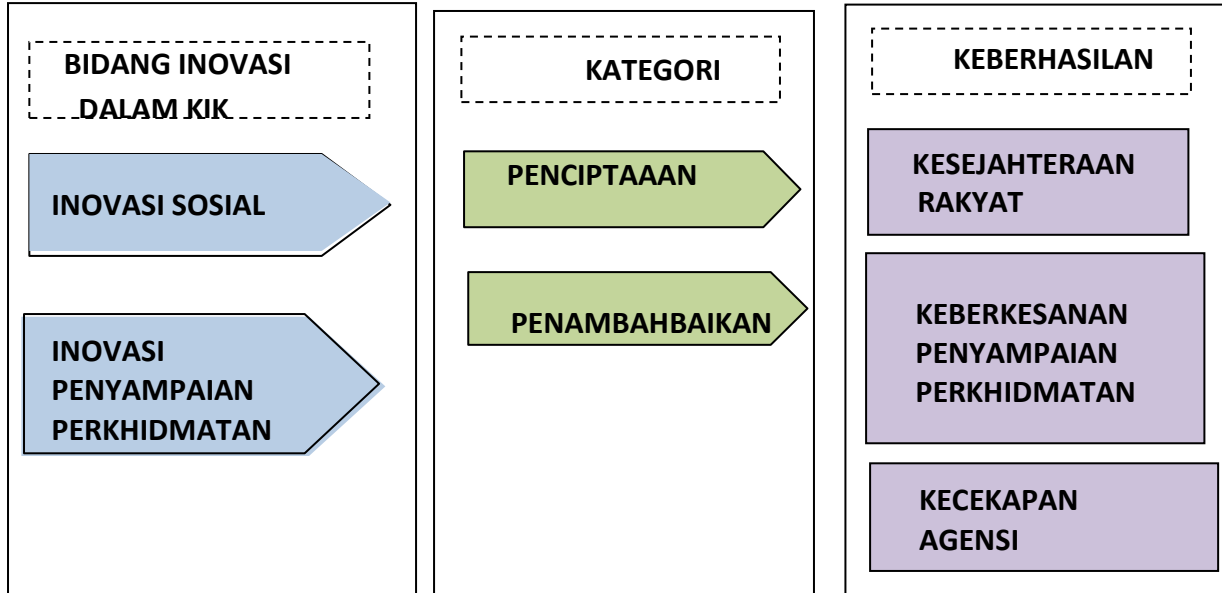 BIDANG INOVASI
DALAM KIK
INOVASI SOSIAL
INOVASI
PENYAMPAIAN
PERKHIDMATAN
KATEGORI
PENCIPTAAAN
PENAMBAHBAIKAN
KEBERHASILAN
KESEJAHTERAAN
RAKYAT
KEBERKESANAN
PENYAMPAIAN
PERKHIDMATAN
KECEKAPAN
AGENSI